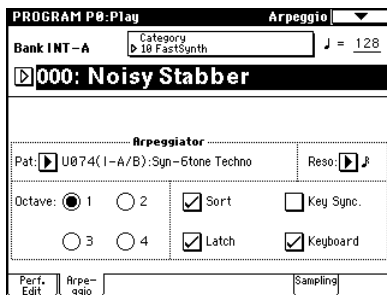 PROGRAM P0:Play Arpeggio
Bank INT-A
Category
10 FastSynth
♩ = 128
000: Noisy Stabber
Arpeggiator
Pat: U074(I-A/B):Syn-6tone Techno
Reso: ♪
Octave: 1 2 Sort Key Sync.
3 4 Latch Keyboard
Perf. Edit
Arpe-ggio
Sampling